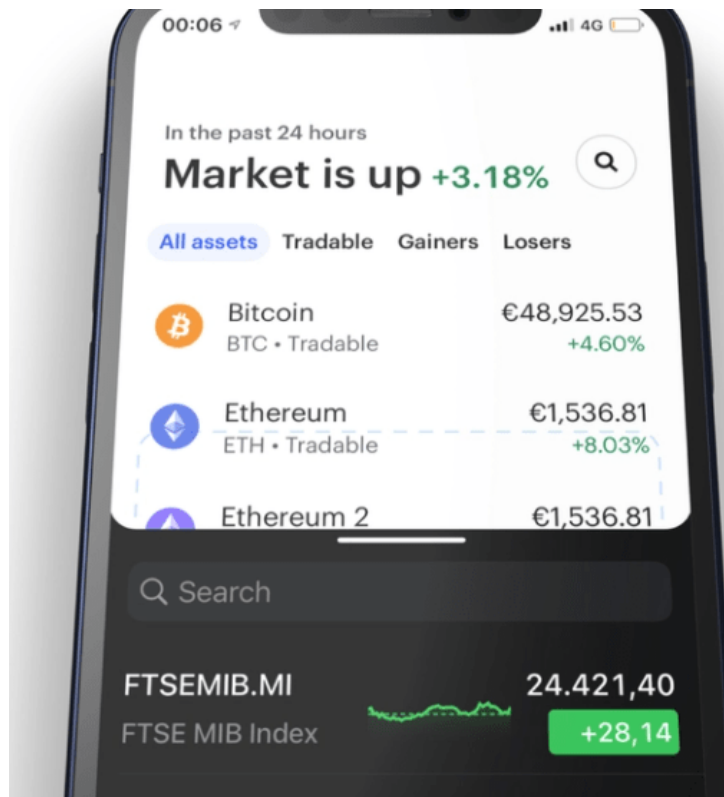 00:06 4G
In the past 24 hours
Market is up +3.18%
All assets Tradable Gainers Losers
Bitcoin €48,925.53
BTC • Tradable +4.60%
Ethereum €1,536.81
ETH • Tradable +8.03%
Ethereum 2 €1,536.81
Search
FTSEMIB.MI 24.421,40
FTSE MIB Index +28,14